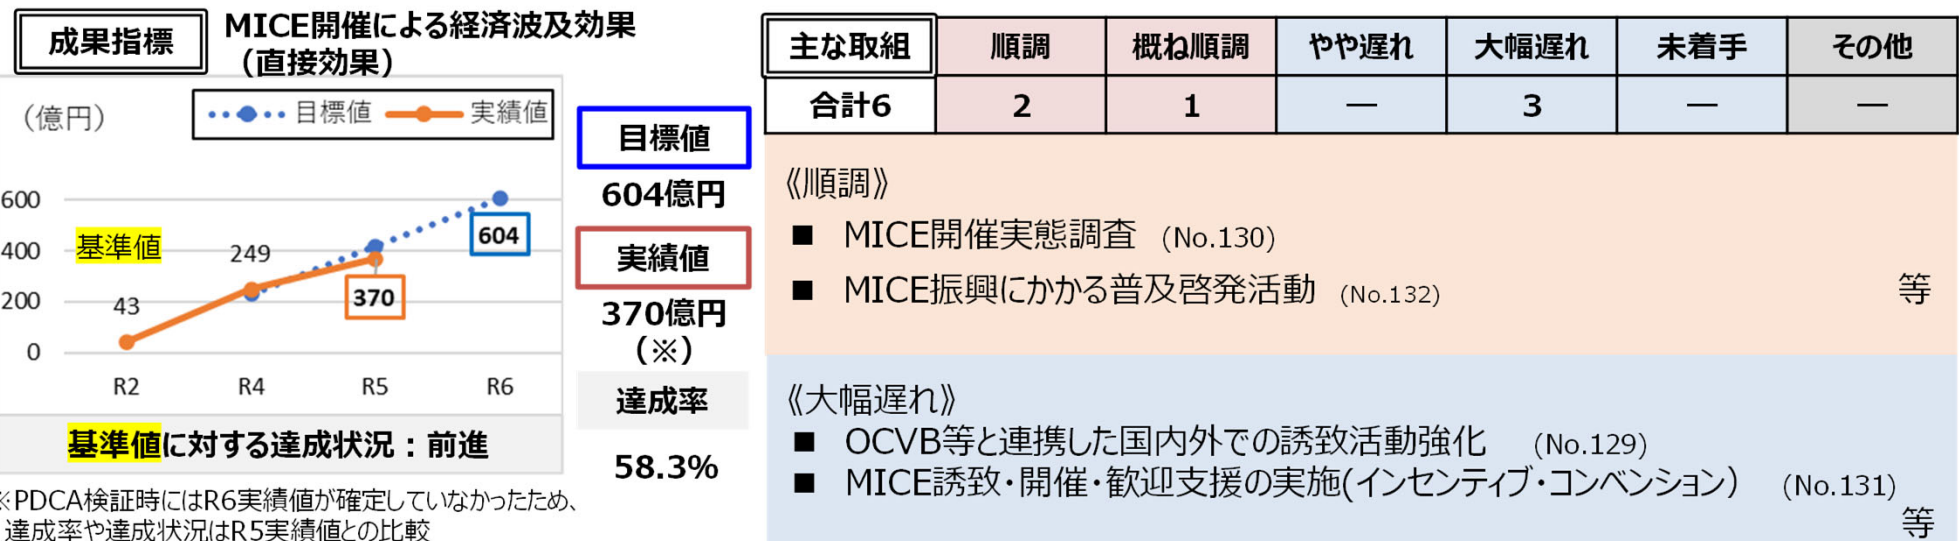 成果指標
MICE開催による経済波及効果
（直接効果）
（億円）
目標値 実績値
600
400
200
0
基準値
43
249
370
604
R2 R4 R5 R6
基準値に対する達成状況：前進
※PDCA検証時にはR6実績値が確定していなかったため、
達成率や達成状況はR5実績値との比較
目標値
604億円
実績値
370億円
（※）
達成率
58.3%
主な取組 順調 概ね順調 やや遅れ 大幅遅れ 未着手 その他
合計6 2 1 ― 3 ― ―
《順調》
■ MICE開催実態調査 (No.130)
■ MICE振興にかかる普及啓発活動 (No.132) 等
《大幅遅れ》
■ OCVB等と連携した国内外での誘致活動強化 (No.129)
■ MICE誘致・開催・歓迎支援の実施(インセンティブ・コンベンション） (No.131)
等